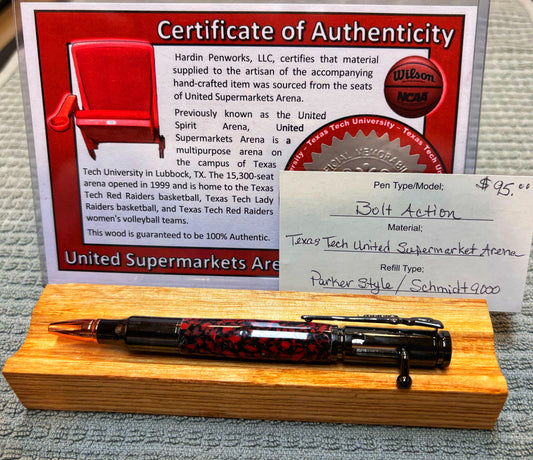 Certificate of Authenticity
Hardin Penworks, LLC, certifies that material
supplied to the artisan of the accompanying
hand-crafted item was sourced from the seats
of United Supermarkets Arena.
Wilson
NCAA
Previously known as the United
Spirit Arena, United
Supermarkets Arena is a
multipurpose arena on
the campus of Texas
Tech University in Lubbock, TX. The 15,300-seat
arena opened in 1999 and is home to the Texas
Tech Red Raiders basketball, Texas Tech Lady
Raiders basketball, and Texas Tech Red Raiders
women's volleyball teams.
This wood is guaranteed to be 100% Authentic.
Texas Tech University • Texas Tech
United Supermarkets Are
Pen Type/Model;
$95.00
Bolt Action
Material;
Texas Tech United Supermarket Arena
Refill Type;
Parker Style / Schmidt 9000